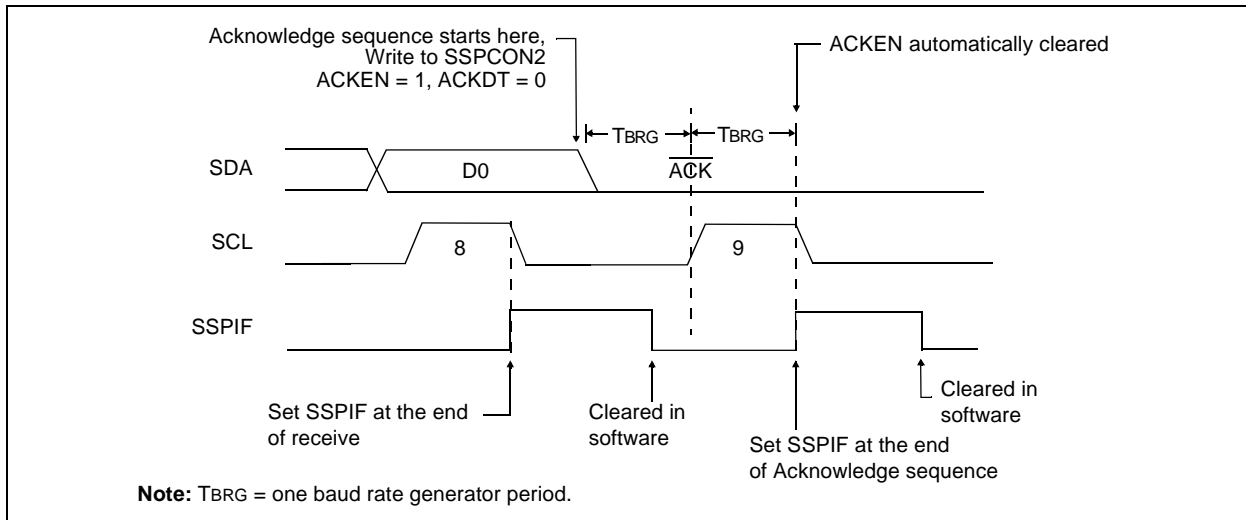 Acknowledge sequence starts here,
Write to SSPCON2
ACKEN = 1, ACKDT = 0
ACKEN automatically cleared
TBRG
TBRG
SDA
D0
ACK
SCL
8
9
SSPIF
Set SSPIF at the end
of receive
Cleared in
software
Set SSPIF at the end
of Acknowledge sequence
Cleared in
software
Note: TBRG = one baud rate generator period.